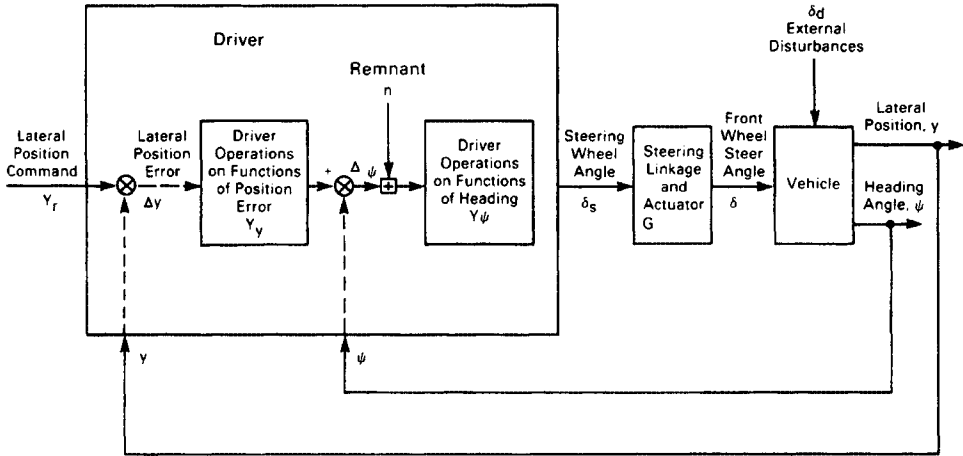 Driver
Remnant
n
δd
External
Disturbances
Lateral
Position
Command
Yr
Lateral
Position
Error
Δy
Driver
Operations
on Functions
of Position
Error
Yy
+
Δ ψ
+
Driver
Operations
on Functions
of Heading
Yψ
Steering
Wheel
Angle
δs
Steering
Linkage
and
Actuator
G
Front
Wheel
Steer
Angle
δ
Vehicle
Lateral
Position, y
Heading
Angle, ψ
y
ψ